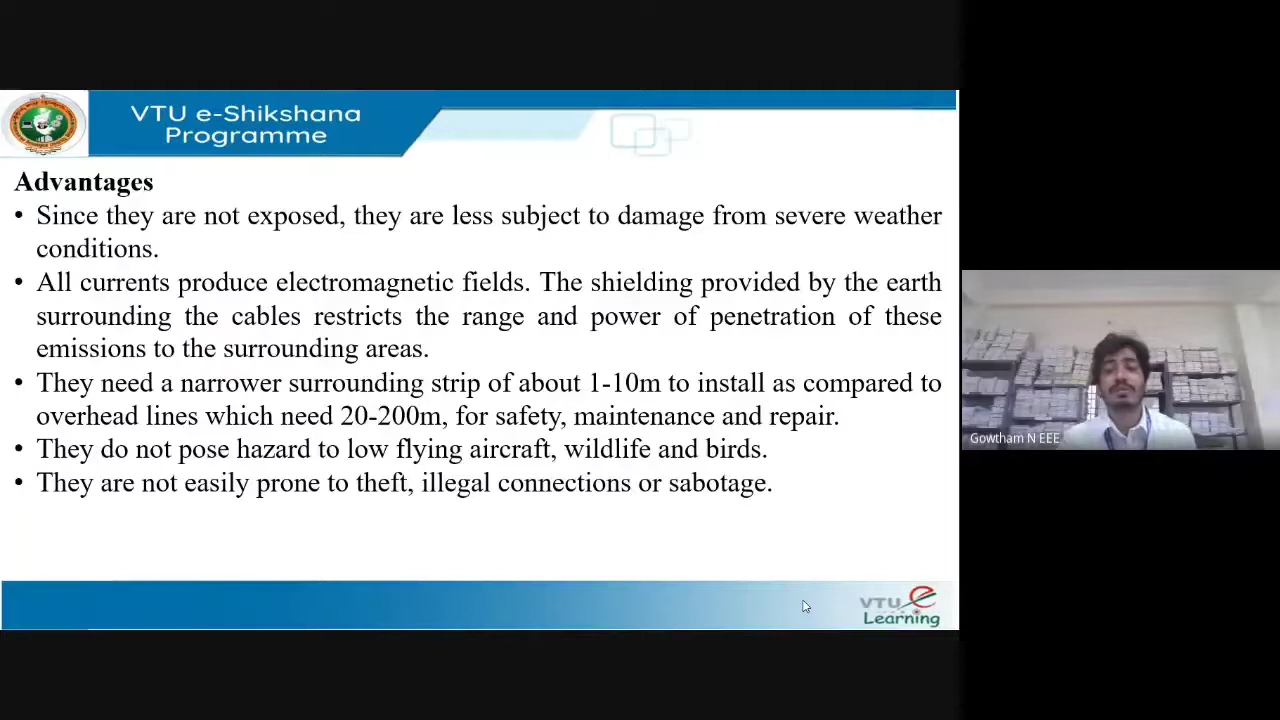 VTU e-Shikshana
Programme
Advantages
• Since they are not exposed, they are less subject to damage from severe weather
conditions.
• All currents produce electromagnetic fields. The shielding provided by the earth
surrounding the cables restricts the range and power of penetration of these
emissions to the surrounding areas.
• They need a narrower surrounding strip of about 1-10m to install as compared to
overhead lines which need 20-200m, for safety, maintenance and repair.
• They do not pose hazard to low flying aircraft, wildlife and birds.
• They are not easily prone to theft, illegal connections or sabotage.
Gowtham N EEE
VTU e
Learning